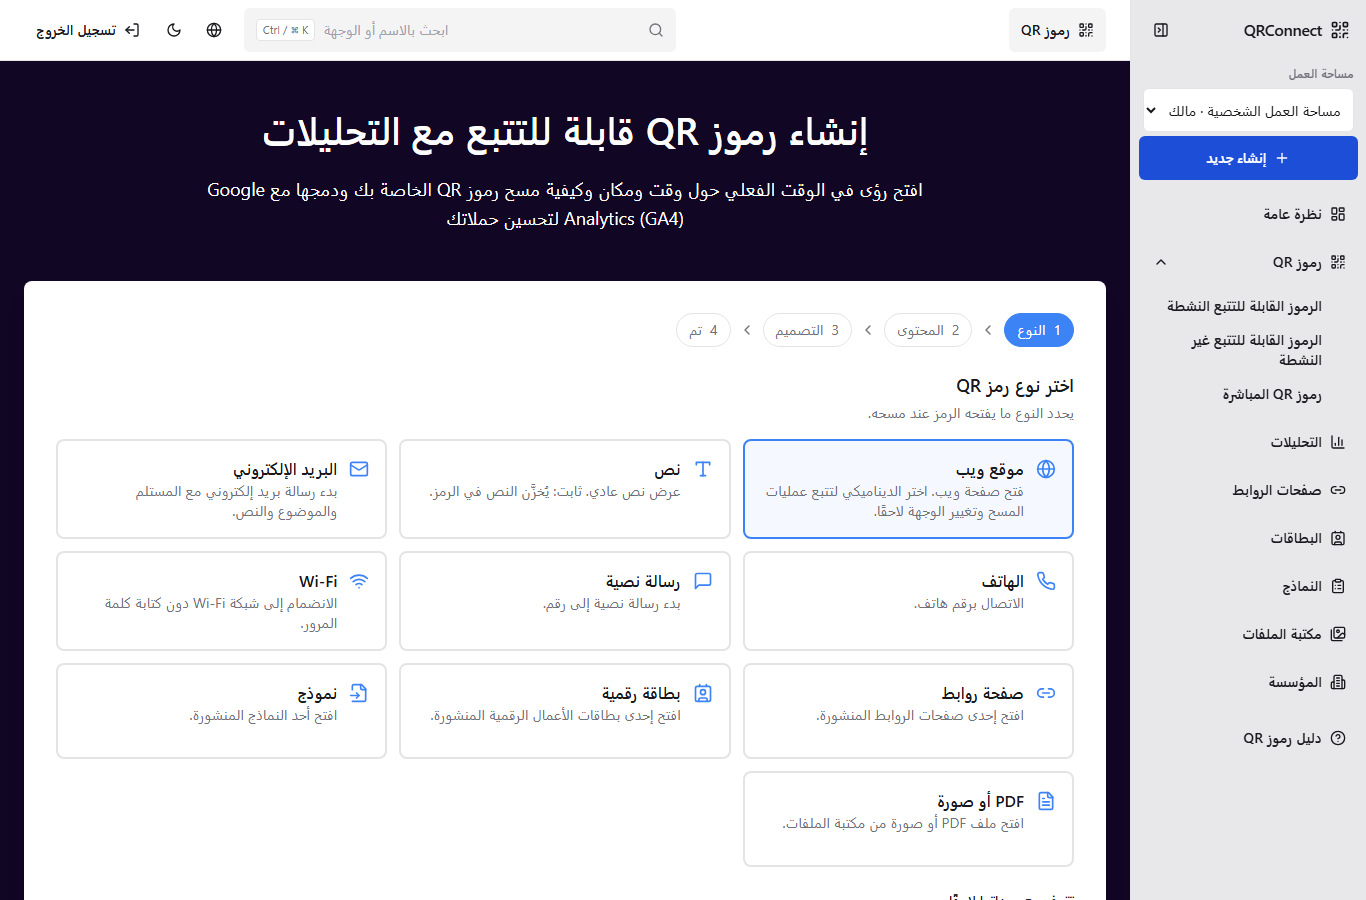 QRConnect
مساحة العمل
مساحة العمل الشخصية · مالك
إنشاء جديد
نظرة عامة
رموز QR
الرموز القابلة للتتبع النشطة
الرموز القابلة للتتبع غير
النشطة
رموز QR المباشرة
التحليلات
صفحات الروابط
البطاقات
النماذج
مكتبة الملفات
المؤسسة
دليل رموز QR
رموز QR
ابحث بالاسم أو الوجهة
Ctrl / ⌘ K
تسجيل الخروج
إنشاء رموز QR قابلة للتتبع مع التحليلات
افتح رؤى في الوقت الفعلي حول وقت ومكان وكيفية مسح رموز QR الخاصة بك ودمجها مع Google
Analytics (GA4) لتحسين حملاتك
1 النوع
2 المحتوى
3 التصميم
4 تم
اختر نوع رمز QR
يحدد النوع ما يفتحه الرمز عند مسحه.
موقع ويب
فتح صفحة ويب. اختر الديناميكي لتتبع عمليات
المسح وتغيير الوجهة لاحقًا.
نص
عرض نص عادي. ثابت: يُخزَّن النص في الرمز.
البريد الإلكتروني
بدء رسالة بريد إلكتروني مع المستلم
والموضوع والنص.
الهاتف
الاتصال برقم هاتف.
رسالة نصية
بدء رسالة نصية إلى رقم.
Wi-Fi
الانضمام إلى شبكة Wi-Fi دون كتابة كلمة
المرور.
صفحة روابط
افتح إحدى صفحات الروابط المنشورة.
بطاقة رقمية
افتح إحدى بطاقات الأعمال الرقمية المنشورة.
نموذج
افتح أحد النماذج المنشورة.
PDF أو صورة
افتح ملف PDF أو صورة من مكتبة الملفات.